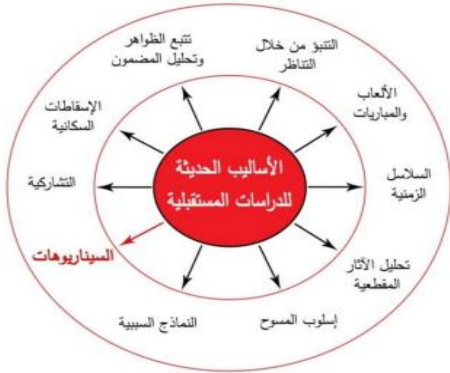 الأساليب الحديثة
للدراسات المستقبلية
التنبؤ من خلال
التناظر
الألعاب
والمباريات
السلاسل
الزمنية
تحليل الآثار
المقطعية
إسلوب المسوح
النماذج السببية
السيناريوهات
التشاركية
الإسقاطات
السكانية
تتبع الظواهر
وتحليل المضمون